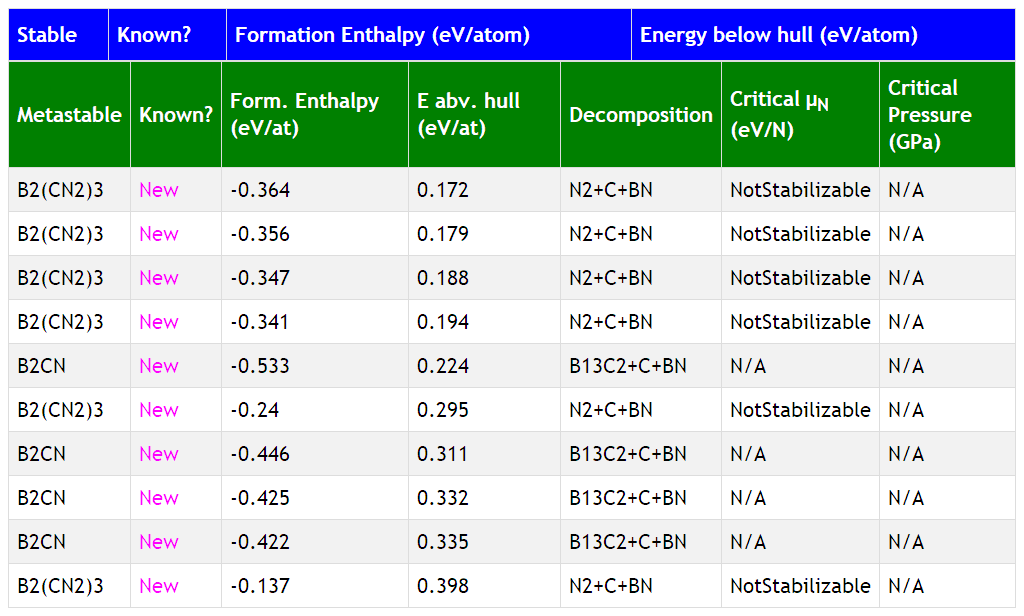 Stable Known? Formation Enthalpy (eV/atom) Energy below hull (eV/atom)
Metastable Known? Form. Enthalpy (eV/at) E abv. hull (eV/at) Decomposition Critical μN (eV/N) Critical Pressure (GPa)
B2(CN2)3 New -0.364 0.172 N2+C+BN NotStabilizable N/A
B2(CN2)3 New -0.356 0.179 N2+C+BN NotStabilizable N/A
B2(CN2)3 New -0.347 0.188 N2+C+BN NotStabilizable N/A
B2(CN2)3 New -0.341 0.194 N2+C+BN NotStabilizable N/A
B2CN New -0.533 0.224 B13C2+C+BN N/A N/A
B2(CN2)3 New -0.24 0.295 N2+C+BN NotStabilizable N/A
B2CN New -0.446 0.311 B13C2+C+BN N/A N/A
B2CN New -0.425 0.332 B13C2+C+BN N/A N/A
B2CN New -0.422 0.335 B13C2+C+BN N/A N/A
B2(CN2)3 New -0.137 0.398 N2+C+BN NotStabilizable N/A